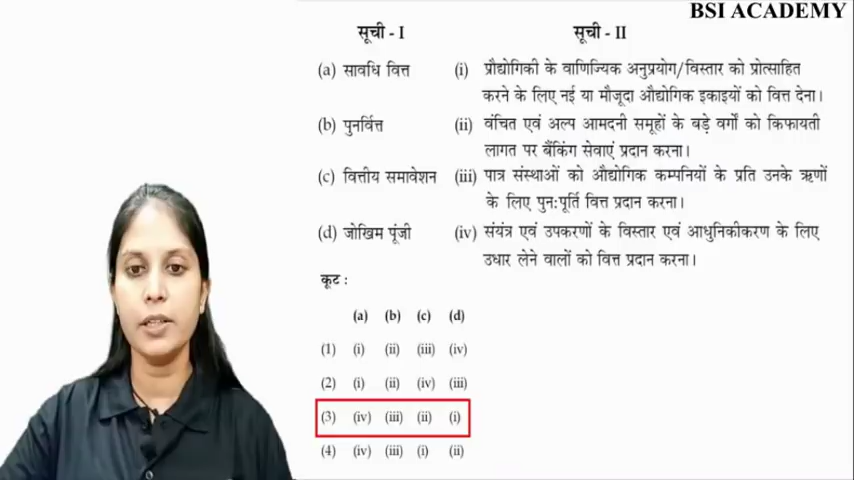 BSI ACADEMY
सूची - I सूची - II
(a) सावधि वित्त (i) प्रौद्योगिकी के वाणिज्यिक अनुप्रयोग/विस्तार को प्रोत्साहित
करने के लिए नई या मौजूदा औद्योगिक इकाइयों को वित्त देना।
(b) पुनर्वित्त (ii) वंचित एवं अल्प आमदनी समूहों के बड़े वर्गों को किफायती
लागत पर बैंकिंग सेवाएं प्रदान करना।
(c) वित्तीय समावेशन (iii) पात्र संस्थाओं को औद्योगिक कम्पनियों के प्रति उनके ऋणों
के लिए पुन:पूर्ति वित्त प्रदान करना।
(d) जोखिम पूंजी (iv) संयंत्र एवं उपकरणों के विस्तार एवं आधुनिकीकरण के लिए
उधार लेने वालों को वित्त प्रदान करना।
कूट :
(a) (b) (c) (d)
(1) (i) (ii) (iii) (iv)
(2) (i) (ii) (iv) (iii)
(3) (iv) (iii) (ii) (i)
(4) (iv) (iii) (i) (ii)